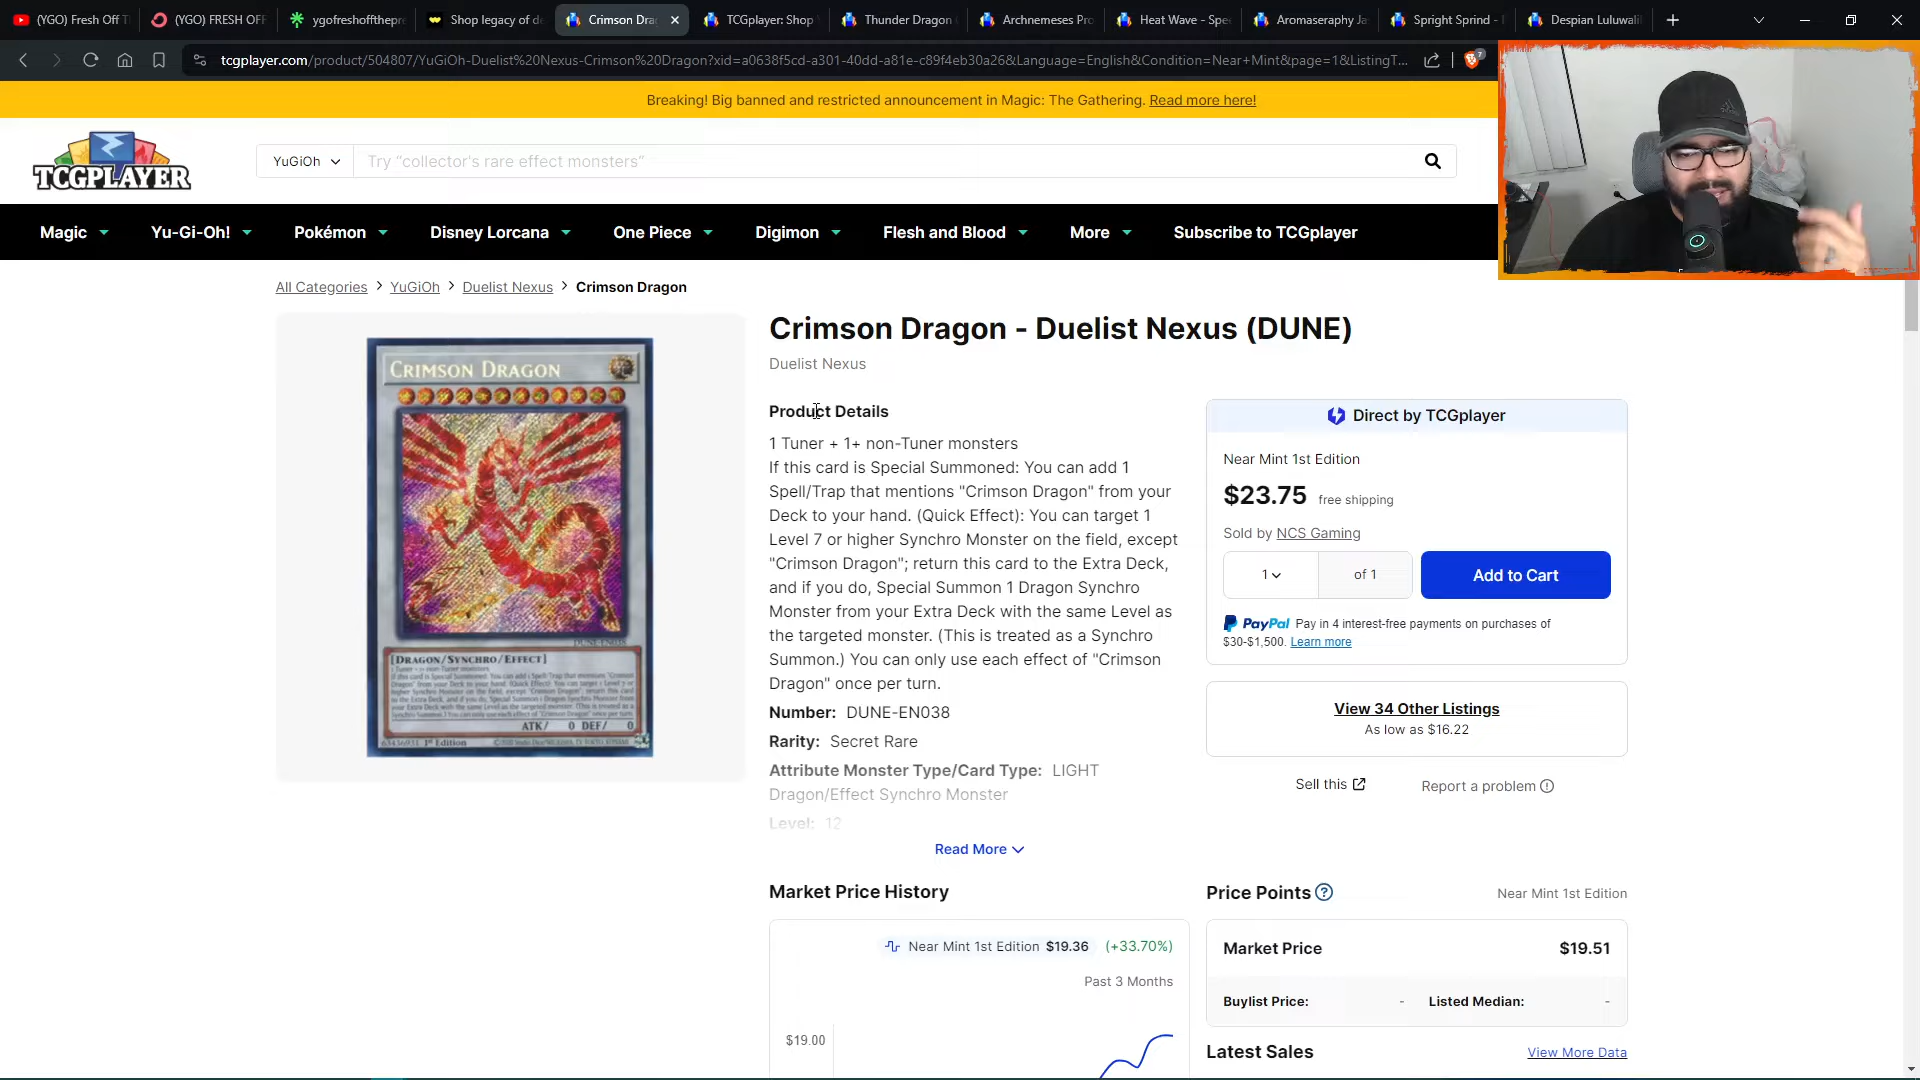 (YGO) Fresh Off T
(YGO) FRESH OFF
ygofreshoffthepre
Shop legacy of de
Crimson Dra
TCGplayer: Shop
Thunder Dragon
Archnemeses Pro
Heat Wave - Spe
Aromaseraphy Ja
Spright Sprind -
Despian Luluwali
tcgplayer.com/product/504807/YuGiOh-Duelist%20Nexus-Crimson%20Dragon?xid=a0638f5cd-a301-40dd-a81e-c89f4eb30a26&Language=English&Condition=Near+Mint&page=1&ListingT...
7
Breaking! Big banned and restricted announcement in Magic: The Gathering. Read more here!
TCGPLAYER
YuGiOh
Try "collector's rare effect monsters"
Magic
Yu-Gi-Oh!
Pokémon
Disney Lorcana
One Piece
Digimon
Flesh and Blood
More
Subscribe to TCGplayer
All Categories > YuGiOh > Duelist Nexus > Crimson Dragon
CRIMSON DRAGON
DUNE-EN038
[DRAGON/SYNCHRO/EFFECT]
ATK/ 0 DEF/ 0
1st Edition
Crimson Dragon - Duelist Nexus (DUNE)
Duelist Nexus
Product Details
1 Tuner + 1+ non-Tuner monsters
If this card is Special Summoned: You can add 1
Spell/Trap that mentions "Crimson Dragon" from your
Deck to your hand. (Quick Effect): You can target 1
Level 7 or higher Synchro Monster on the field, except
"Crimson Dragon"; return this card to the Extra Deck,
and if you do, Special Summon 1 Dragon Synchro
Monster from your Extra Deck with the same Level as
the targeted monster. (This is treated as a Synchro
Summon.) You can only use each effect of "Crimson
Dragon" once per turn.
Number: DUNE-EN038
Rarity: Secret Rare
Attribute Monster Type/Card Type: LIGHT
Dragon/Effect Synchro Monster
Level: 12
Read More
Direct by TCGplayer
Near Mint 1st Edition
$23.75 free shipping
Sold by NCS Gaming
1
of 1
Add to Cart
PayPal Pay in 4 interest-free payments on purchases of
$30-$1,500. Learn more
View 34 Other Listings
As low as $16.22
Sell this
Report a problem
Market Price History
Near Mint 1st Edition $19.36 (+33.70%)
Past 3 Months
$19.00
Price Points
Near Mint 1st Edition
Market Price
$19.51
Buylist Price:
-
Listed Median:
-
Latest Sales
View More Data